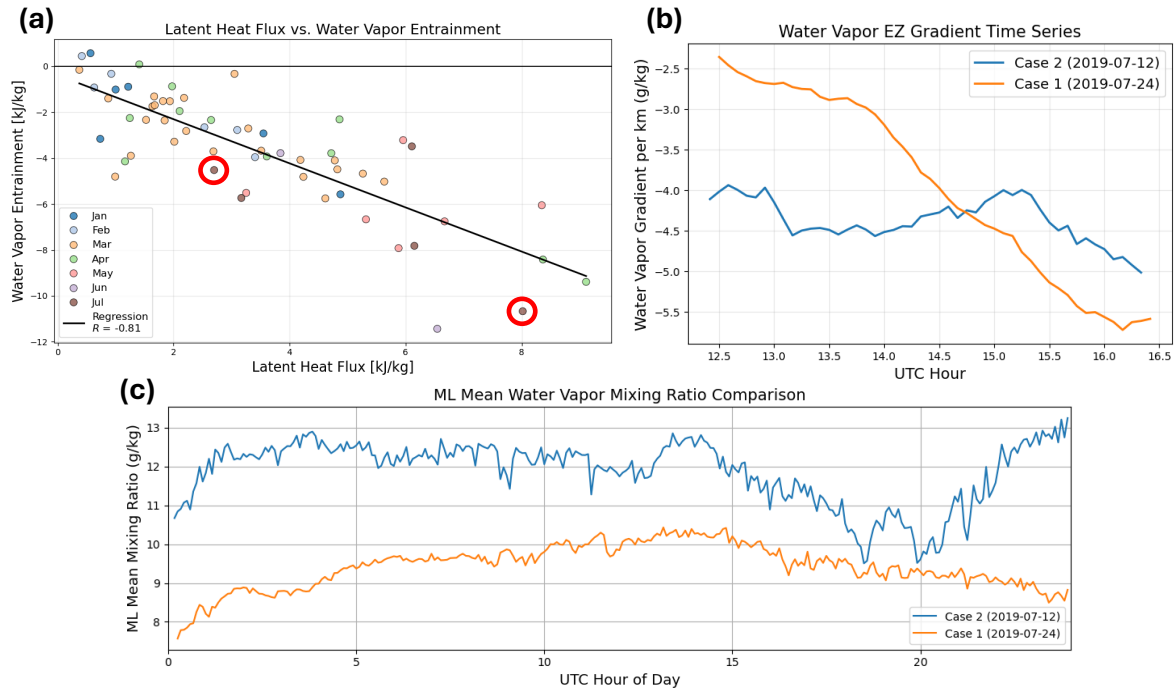 (a)
Latent Heat Flux vs. Water Vapor Entrainment
Water Vapor Entrainment [kJ/kg]
0
−2
−4
−6
−8
−10
−12
Jan
Feb
Mar
Apr
May
Jun
Jul
Regression
R = -0.81
0 2 4 6 8
Latent Heat Flux [kJ/kg]
(b)
Water Vapor EZ Gradient Time Series
Water Vapor Gradient per km (g/kg)
−2.5
−3.0
−3.5
−4.0
−4.5
−5.0
−5.5
Case 2 (2019-07-12)
Case 1 (2019-07-24)
12.5 13.0 13.5 14.0 14.5 15.0 15.5 16.0 16.5
UTC Hour
(c)
ML Mean Water Vapor Mixing Ratio Comparison
ML Mean Mixing Ratio (g/kg)
13
12
11
10
9
8
Case 2 (2019-07-12)
Case 1 (2019-07-24)
0 5 10 15 20
UTC Hour of Day